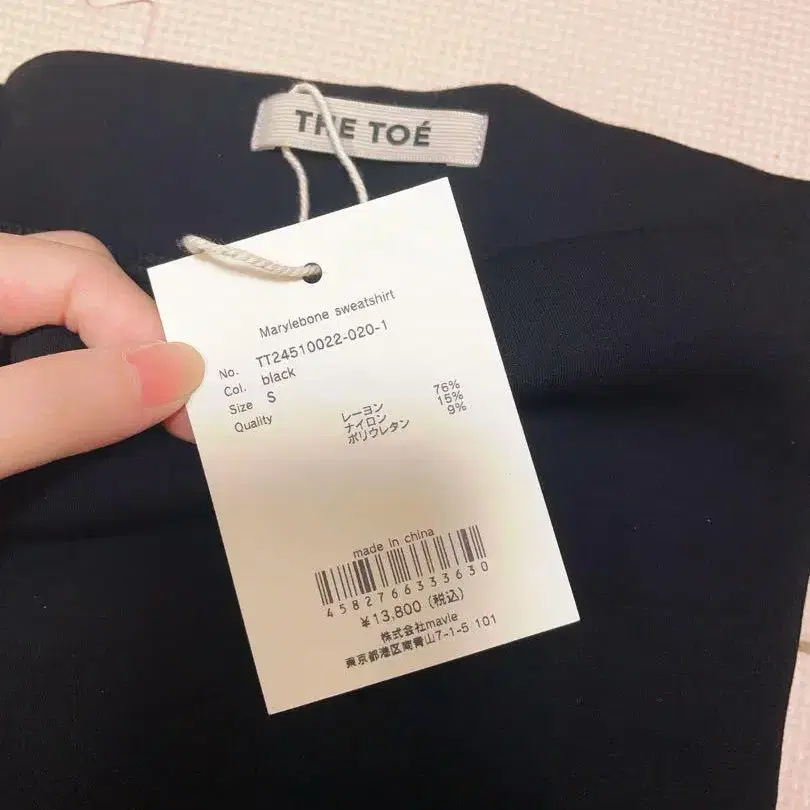 THE TOÉ
Marylebone sweatshirt
No. TT24510022-020-1
Col. black
Size S
Quality レーヨン 76%
ナイロン 15%
ポリウレタン 9%
made in china
4582766333630
¥13,800 (税込)
株式会社mavie
東京都港区南青山7-1-5 101